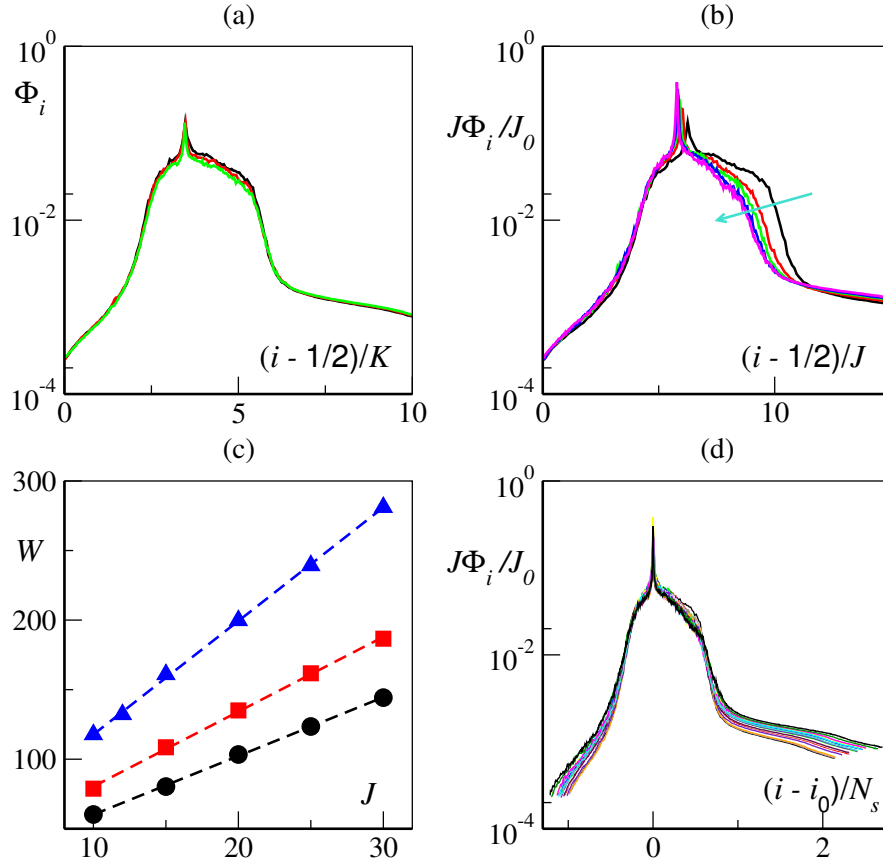 (a)
(b)
10^0
10^-2
10^-4
Φ_i
(i - 1/2)/K
0
5
10
10^0
10^-2
10^-4
JΦ_i/J_0
(i - 1/2)/J
0
5
10
(c)
(d)
300
200
100
W
J
10
20
30
10^0
10^-2
10^-4
JΦ_i/J_0
(i - i_0)/N_s
0
2